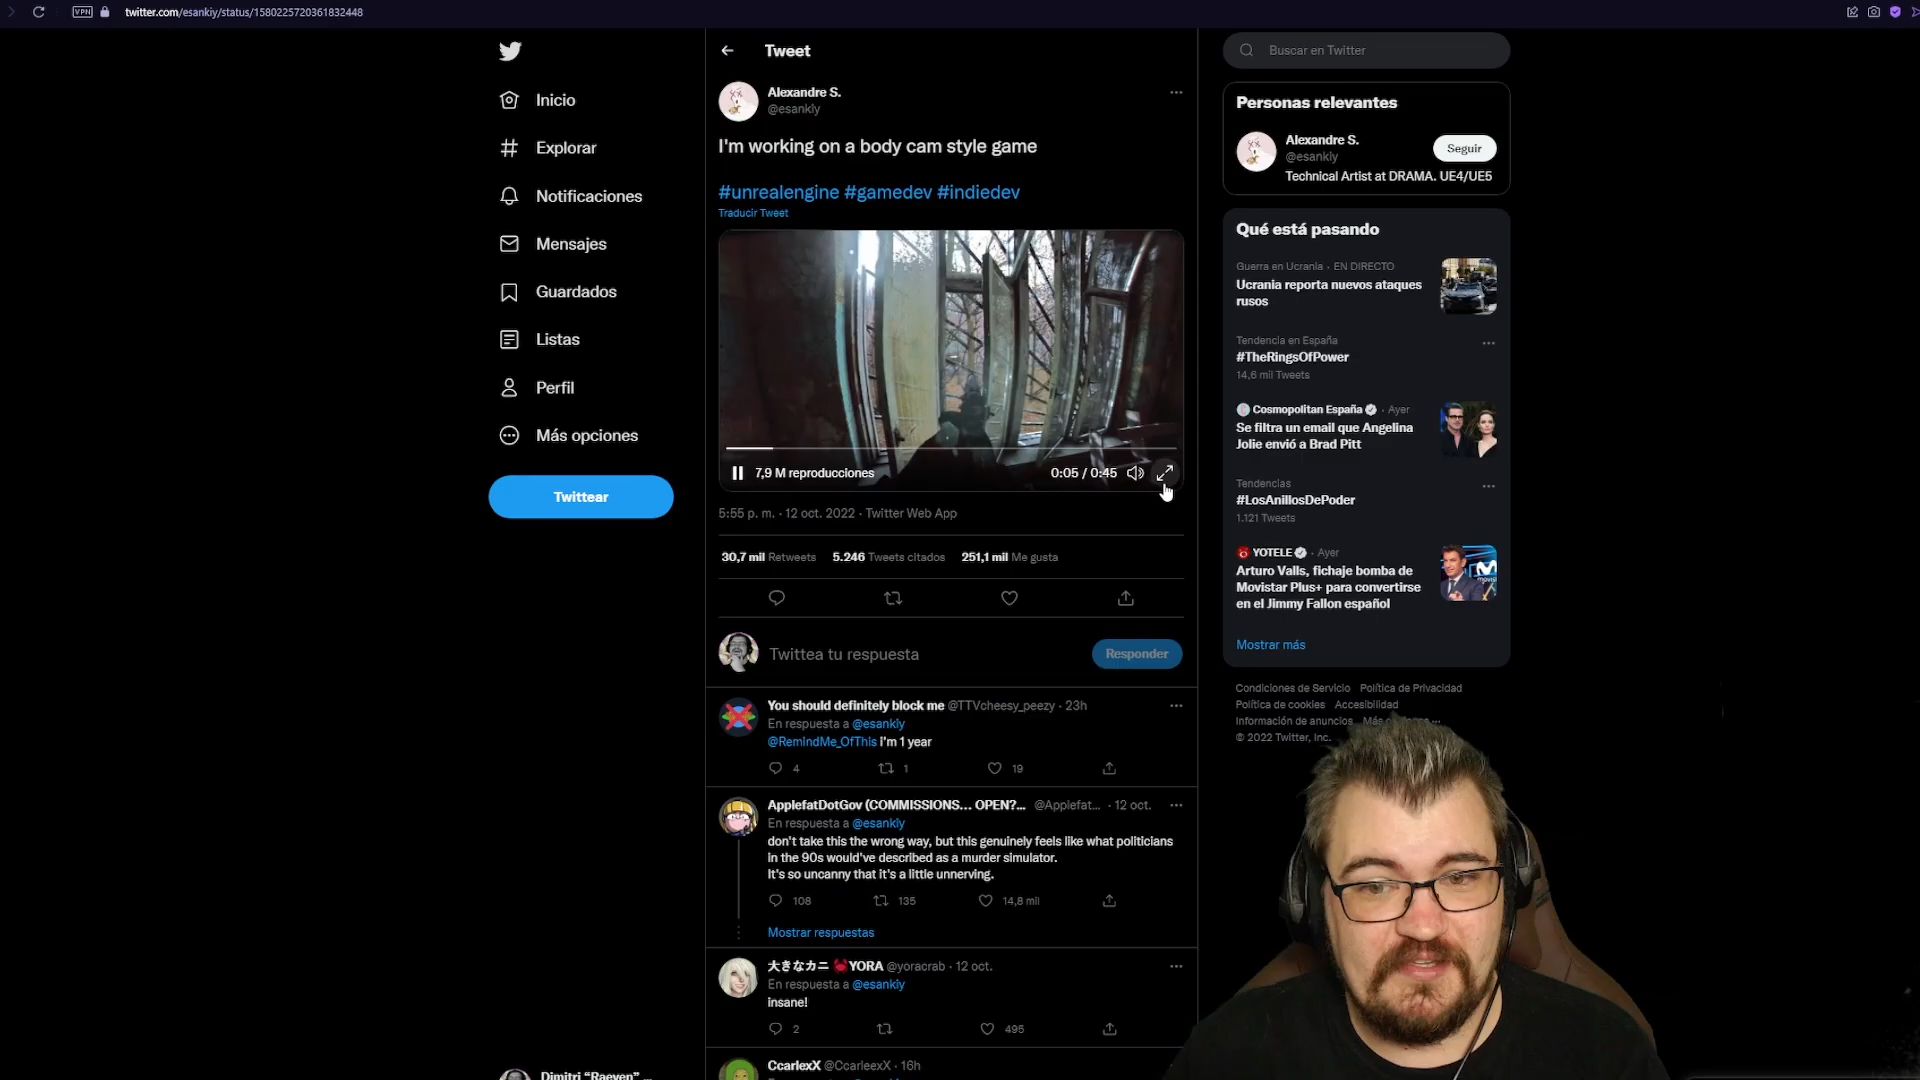 VPN
twitter.com/esankiy/status/1580225720361832448
Inicio
Explorar
Notificaciones
Mensajes
Guardados
Listas
Perfil
Más opciones
Twittear
Dimitri “Raeven” ...
Tweet
Alexandre S.
@esankiy
I'm working on a body cam style game
#unrealengine #gamedev #indiedev
Traducir Tweet
7,9 M reproducciones
0:05 / 0:45
5:55 p. m. · 12 oct. 2022 · Twitter Web App
30,7 mil Retweets 5.246 Tweets citados 251,1 mil Me gusta
Twittea tu respuesta
Responder
You should definitely block me @TTVcheesy_peezy · 23h
En respuesta a @esankiy
@RemindMe_OfThis i'm 1 year
4 1 19
ApplefatDotGov (COMMISSIONS... OPEN?... @Applefat... · 12 oct.
En respuesta a @esankiy
don't take this the wrong way, but this genuinely feels like what politicians
in the 90s would've described as a murder simulator.
It's so uncanny that it's a little unnerving.
108 135 14,8 mil
Mostrar respuestas
大きなカニ 🦀YORA @yoracrab · 12 oct.
En respuesta a @esankiy
insane!
2 495
CcarlexX @CcarleexX · 16h
Buscar en Twitter
Personas relevantes
Alexandre S.
@esankiy
Seguir
Technical Artist at DRAMA. UE4/UE5
Qué está pasando
Guerra en Ucrania · EN DIRECTO
Ucrania reporta nuevos ataques
rusos
Tendencia en España
#TheRingsOfPower
14,6 mil Tweets
Cosmopolitan España · Ayer
Se filtra un email que Angelina
Jolie envió a Brad Pitt
Tendencias
#LosAnillosDePoder
1.121 Tweets
YOTELE · Ayer
Arturo Valls, fichaje bomba de
Movistar Plus+ para convertirse
en el Jimmy Fallon español
Mostrar más
Condiciones de Servicio Política de Privacidad
Política de cookies Accesibilidad
Información de anuncios
© 2022 Twitter, Inc.